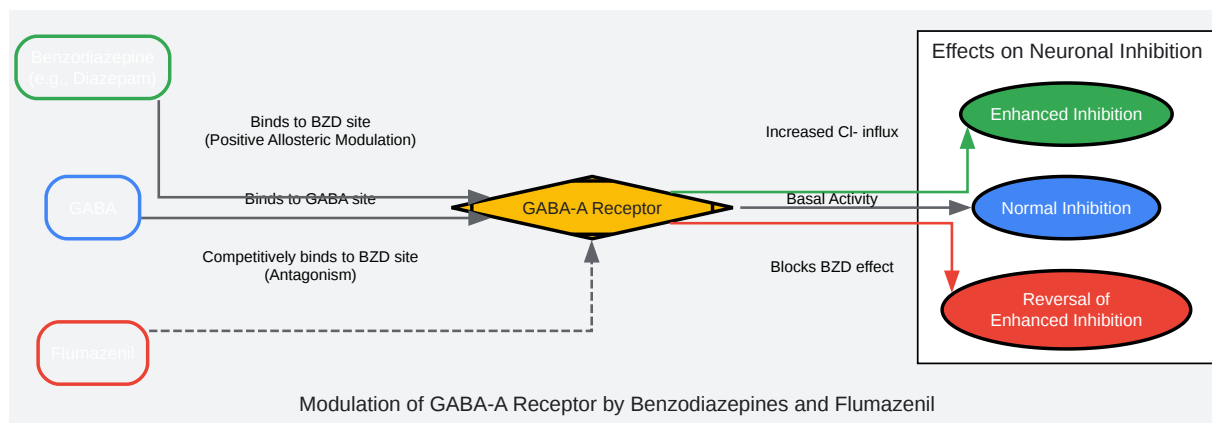 Benzodiazepine
(e.g., Diazepam)
Binds to BZD site
(Positive Allosteric Modulation)
GABA
Binds to GABA site
Competitively binds to BZD site
(Antagonism)
Flumazenil
GABA-A Receptor
Increased Cl- influx
Basal Activity
Blocks BZD effect
Effects on Neuronal Inhibition
Enhanced Inhibition
Normal Inhibition
Reversal of
Enhanced Inhibition
Modulation of GABA-A Receptor by Benzodiazepines and Flumazenil